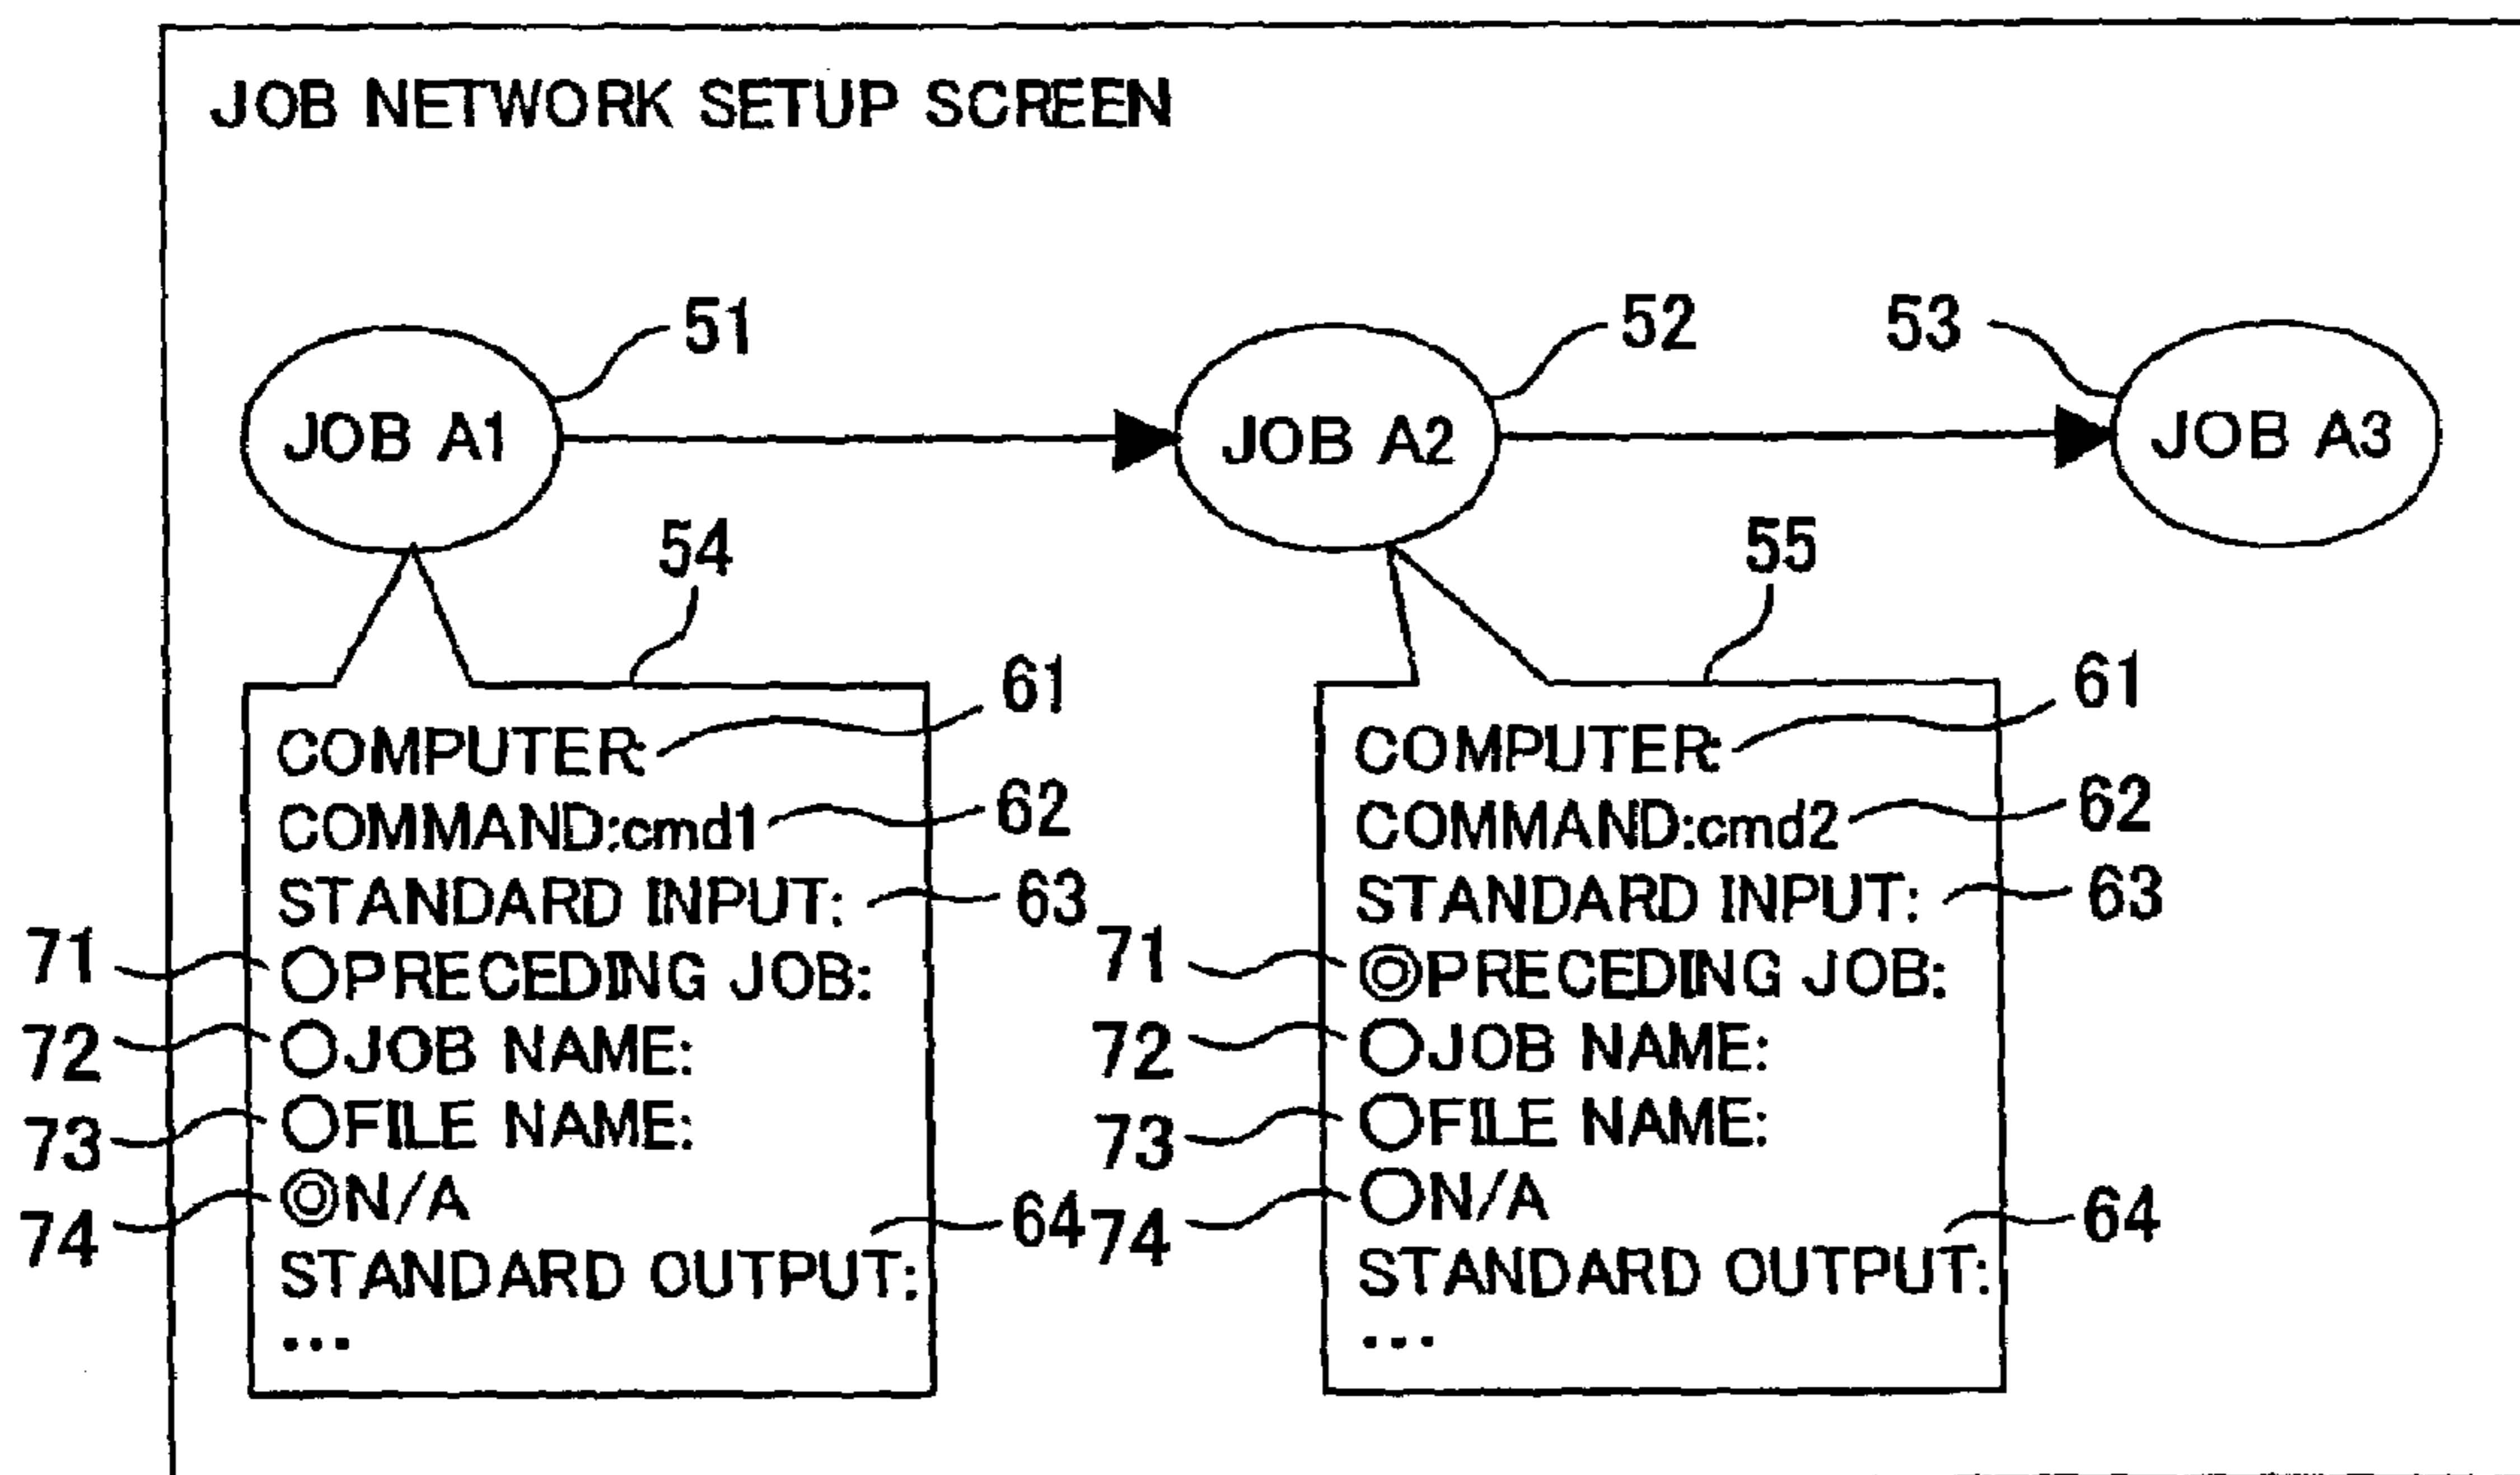 JOB NETWORK SETUP SCREEN
51
52
53
JOB A1
JOB A2
JOB A3
54
55
61
COMPUTER:
62
COMMAND:cmd1
63
STANDARD INPUT:
71
PRECEDING JOB:
72
JOB NAME:
73
FILE NAME:
74
N/A
64
STANDARD OUTPUT:
...
61
COMPUTER:
62
COMMAND:cmd2
63
STANDARD INPUT:
71
PRECEDING JOB:
72
JOB NAME:
73
FILE NAME:
74
N/A
64
STANDARD OUTPUT:
...